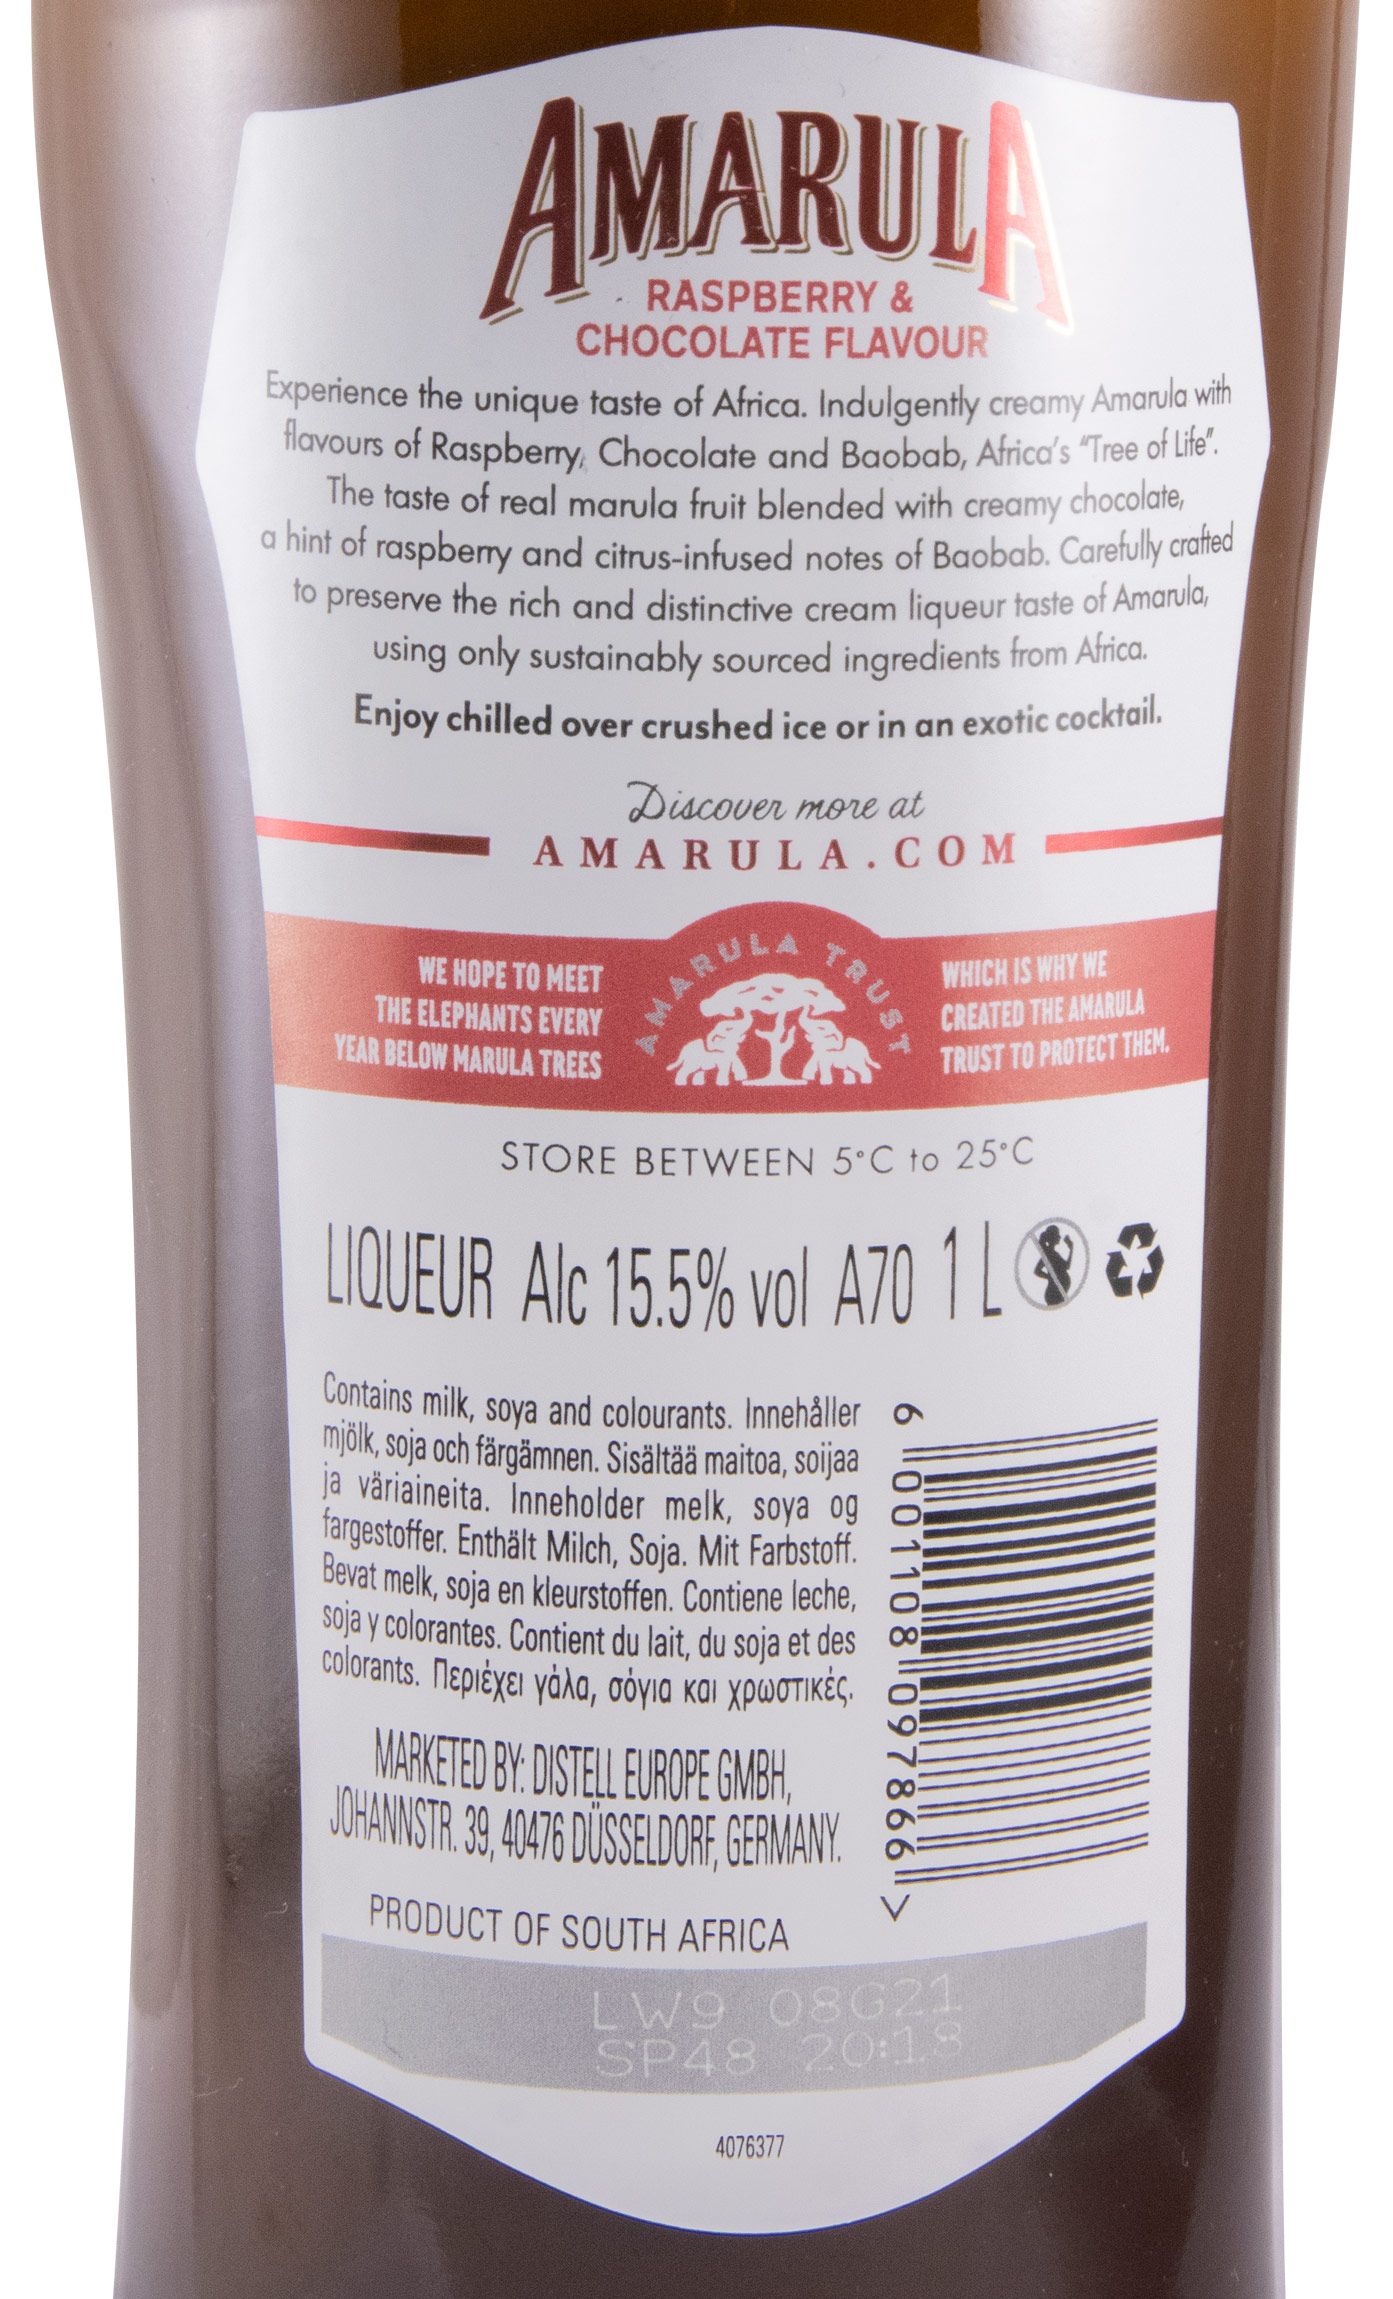 AMARULA
RASPBERRY &
CHOCOLATE FLAVOUR
Experience the unique taste of Africa. Indulgently creamy Amarula with
flavours of Raspberry, Chocolate and Baobab, Africa's "Tree of Life".
The taste of real marula fruit blended with creamy chocolate,
a hint of raspberry and citrus-infused notes of Baobab. Carefully crafted
to preserve the rich and distinctive cream liqueur taste of Amarula,
using only sustainably sourced ingredients from Africa.
Enjoy chilled over crushed ice or in an exotic cocktail.
Discover more at
AMARULA.COM
WE HOPE TO MEET
THE ELEPHANTS EVERY
YEAR BELOW MARULA TREES
AMARULA TRUST
WHICH IS WHY WE
CREATED THE AMARULA
TRUST TO PROTECT THEM.
STORE BETWEEN 5°C to 25°C
LIQUEUR Alc 15.5% vol A70 1 L
Contains milk, soya and colourants. Innehåller
mjölk, soja och färgämnen. Sisältää maitoa, soijaa
ja väriaineita. Inneholder melk, soya og
fargestoffer. Enthält Milch, Soja. Mit Farbstoff.
Bevat melk, soja en kleurstoffen. Contiene leche,
soja y colorantes. Contient du lait, du soja et des
colorants. Περιέχει γάλα, σόγια και χρωστικές.
6 001108 097866 >
MARKETED BY: DISTELL EUROPE GMBH,
JOHANNSTR. 39, 40476 DÜSSELDORF, GERMANY.
PRODUCT OF SOUTH AFRICA
LW9 08G21
SP48 20:18
4076377